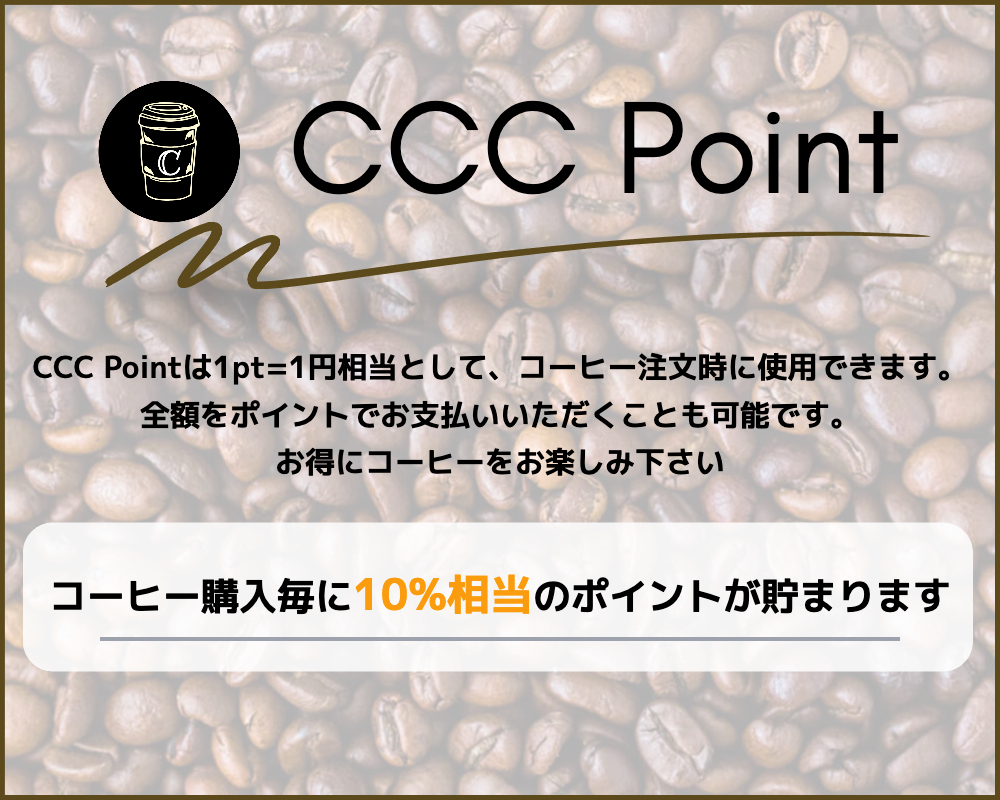 C
CCC Point
CCC Pointは1pt=1円相当として、コーヒー注文時に使用できます。
全額をポイントでお支払いいただくことも可能です。
お得にコーヒーをお楽しみ下さい
コーヒー購入毎に10%相当のポイントが貯まります